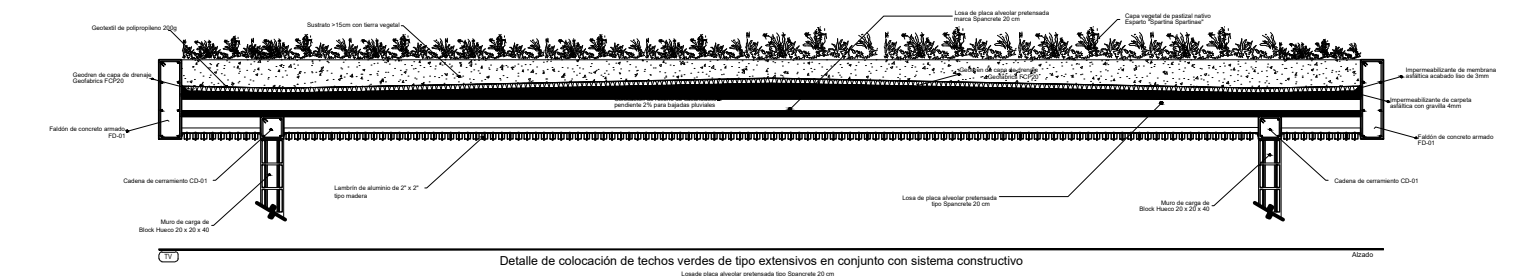 Geotextil de polipropileno 200g
Sustrato >15cm con tierra vegetal
Losa de placa alveolar pretensada
marca Spancrete 20 cm
Capa vegetal de pastizal nativo
Esparto "Spartina Spartinae"
Geodren de capa de drenaje
Geofabrics FCP20
Geodren de capa de drenaje
Geofabrics FCP20
Impermeabilizante de membrana
asfáltica acabado liso de 3mm
pendiente 2% para bajadas pluviales
Impermeabilizante de carpeta
asfáltica con gravilla 4mm
Faldón de concreto armado
FD-01
Faldón de concreto armado
FD-01
Cadena de cerramiento CD-01
Lambrín de aluminio de 2" x 2"
tipo madera
Losa de placa alveolar pretensada
tipo Spancrete 20 cm
Cadena de cerramiento CD-01
Muro de carga de
Block Hueco 20 x 20 x 40
Muro de carga de
Block Hueco 20 x 20 x 40
TV
Detalle de colocación de techos verdes de tipo extensivos en conjunto con sistema constructivo
Alzado
Losade placa alveolar pretensada tipo Spancrete 20 cm